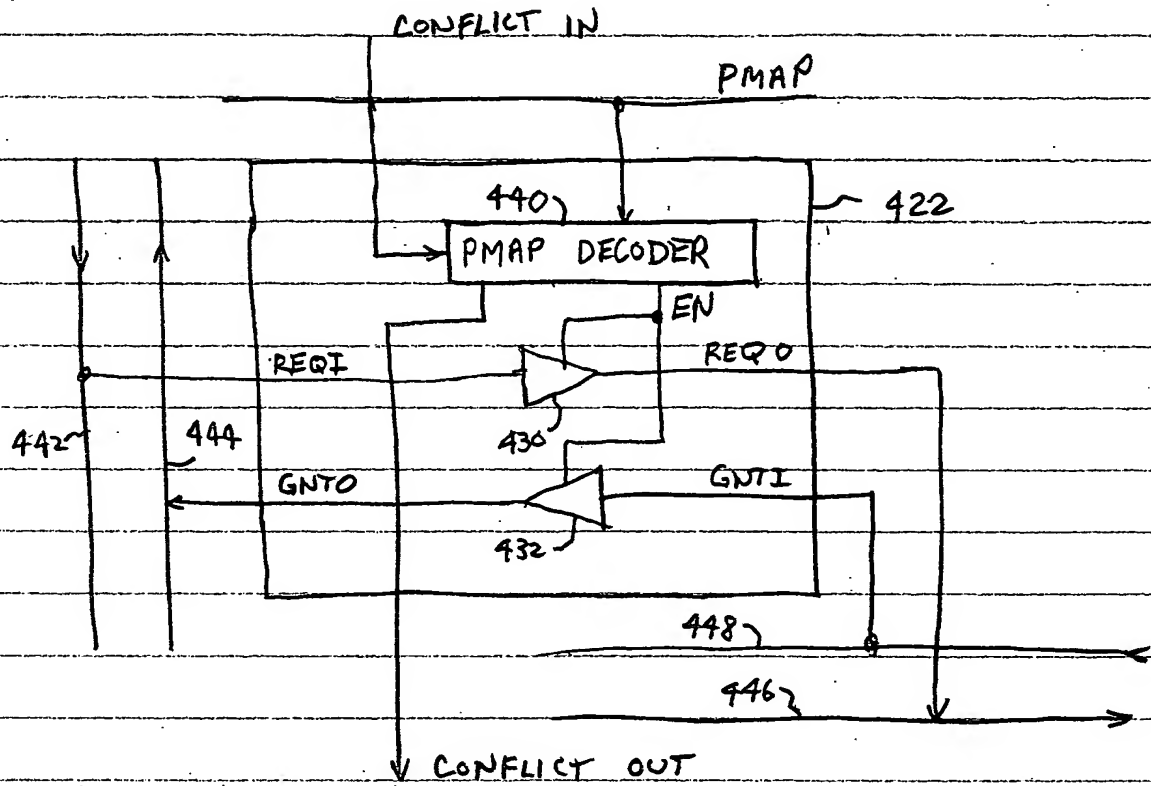 CONFLICT IN
PMAP
440
422
PMAP DECODER
EN
REQI
REQO
430
442
444
GNTO
GNTI
432
448
446
CONFLICT OUT